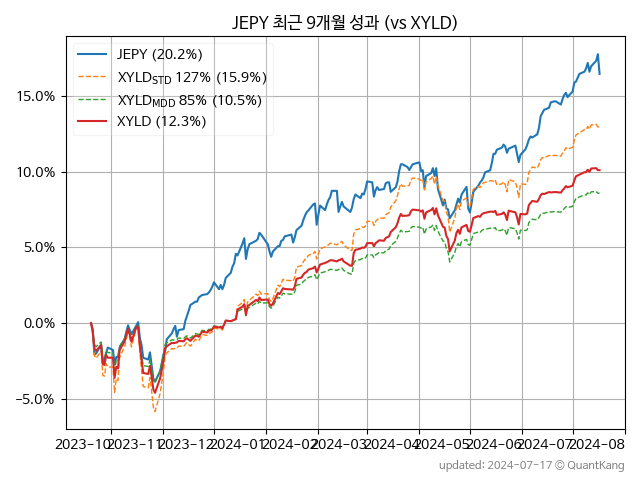 JEPY 최근 9개월 성과 (vs XYLD)
JEPY (20.2%)
XYLD_STD 127% (15.9%)
XYLD_MDD 85% (10.5%)
XYLD (12.3%)
15.0%
10.0%
5.0%
0.0%
−5.0%
2023-10 2023-11 2023-12 2024-01 2024-02 2024-03 2024-04 2024-05 2024-06 2024-07 2024-08
updated: 2024-07-17 © QuantKang